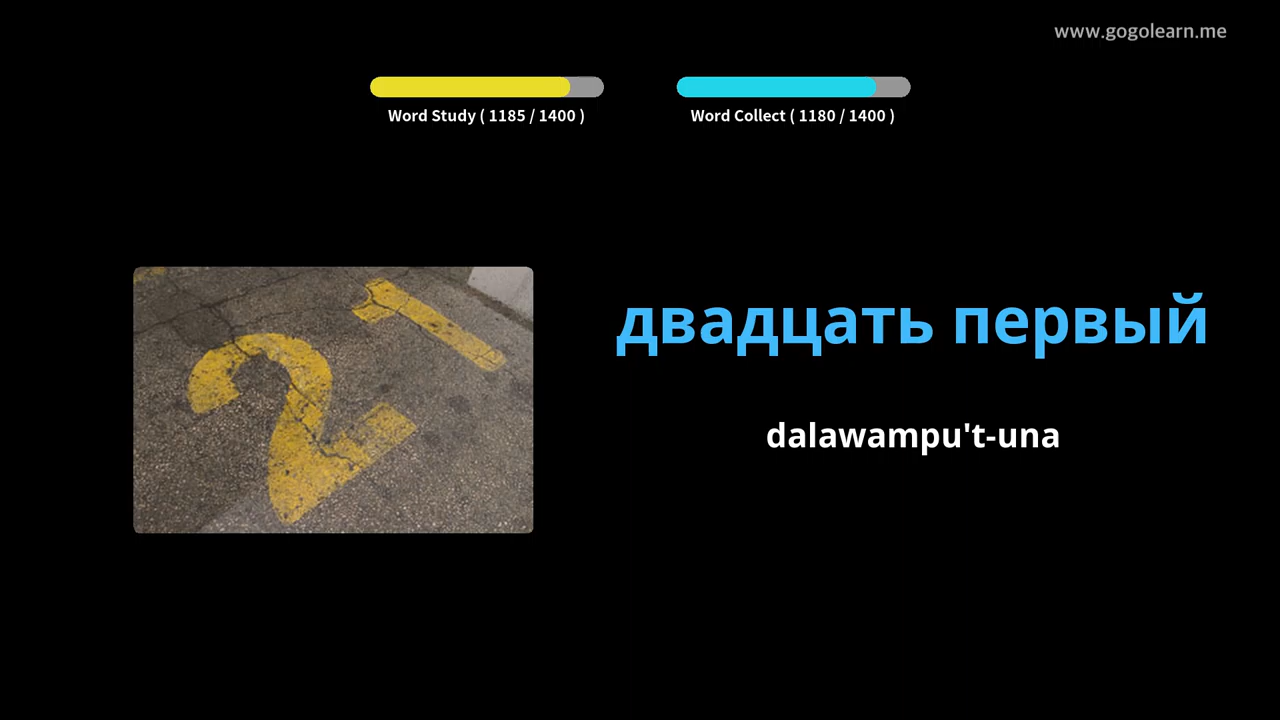 www.gogolearn.me
Word Study ( 1185 / 1400 )
Word Collect ( 1180 / 1400 )
21
двадцать первый
dalawampu't-una